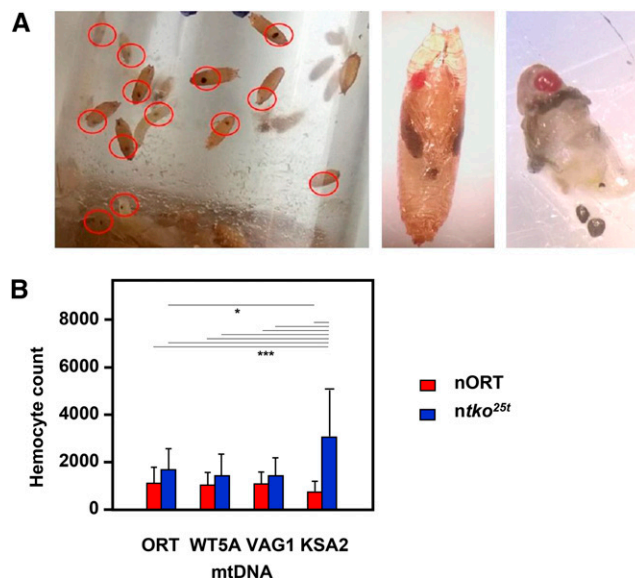 A
B
8000
6000
4000
2000
0
Hemocyte count
*
***
nORT
ntko25t
ORT WT5A VAG1 KSA2
mtDNA